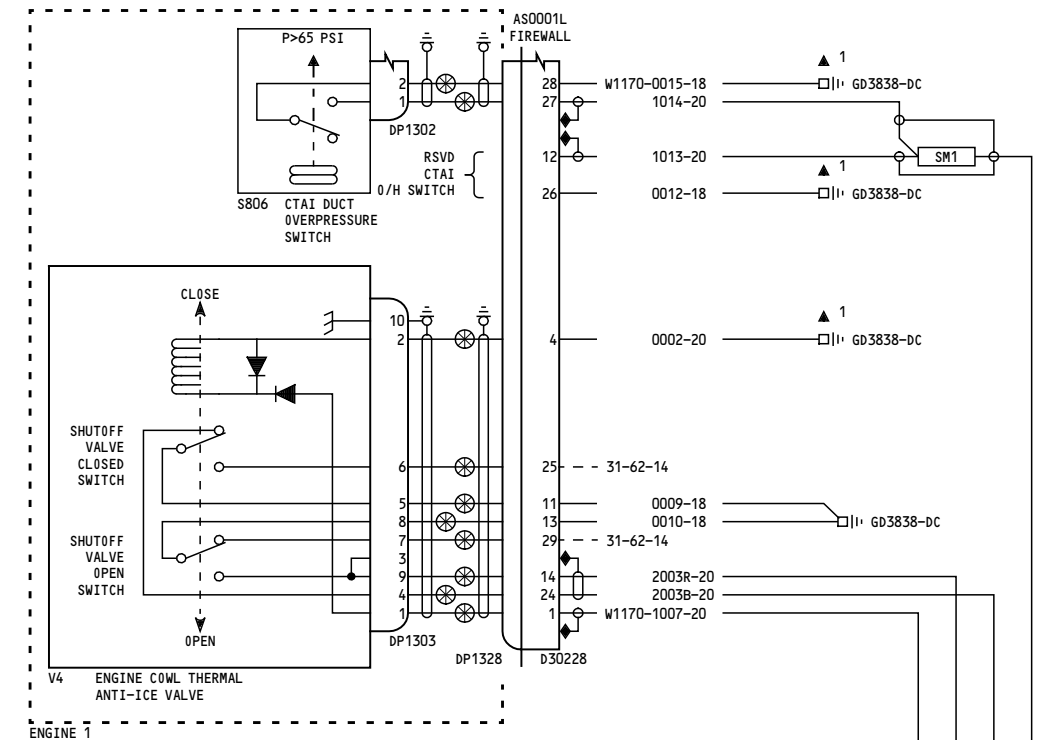 AS0001L
FIREWALL
P>65 PSI
1
2 28 W1170-0015-18 GD3838-DC
1 27 1014-20
DP1302
RSVD
CTAI
O/H SWITCH
12 1013-20 SM1
1
26 0012-18 GD3838-DC
S806 CTAI DUCT
OVERPRESSURE
SWITCH
CLOSE
1
10
2 4 0002-20 GD3838-DC
SHUTOFF
VALVE
CLOSED
SWITCH
6 25 31-62-14
5 11 0009-18
8 13 0010-18 GD3838-DC
7 29 31-62-14
SHUTOFF
VALVE
OPEN
SWITCH
3
9 14 2003R-20
4 24 2003B-20
1 1 W1170-1007-20
OPEN
DP1303
DP1328 D30228
V4 ENGINE COWL THERMAL
ANTI-ICE VALVE
ENGINE 1